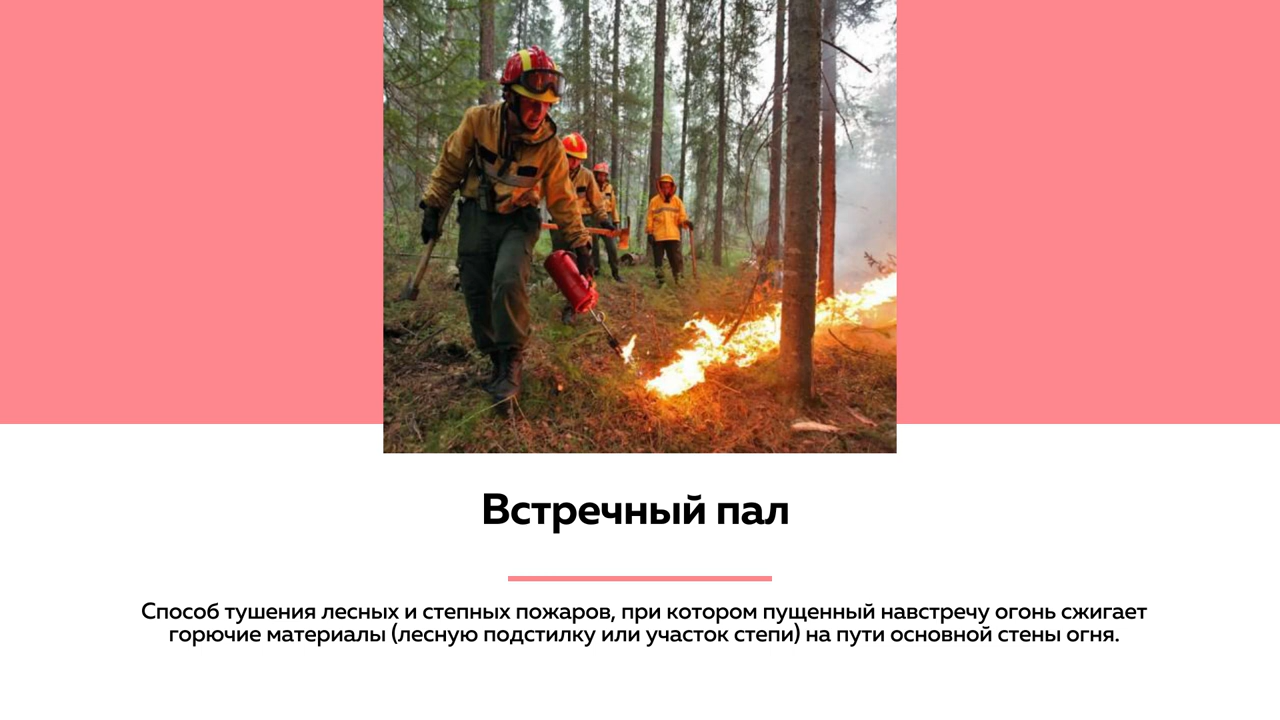 Встречный пал
Способ тушения лесных и степных пожаров, при котором пущенный навстречу огонь сжигает
горючие материалы (лесную подстилку или участок степи) на пути основной стены огня.